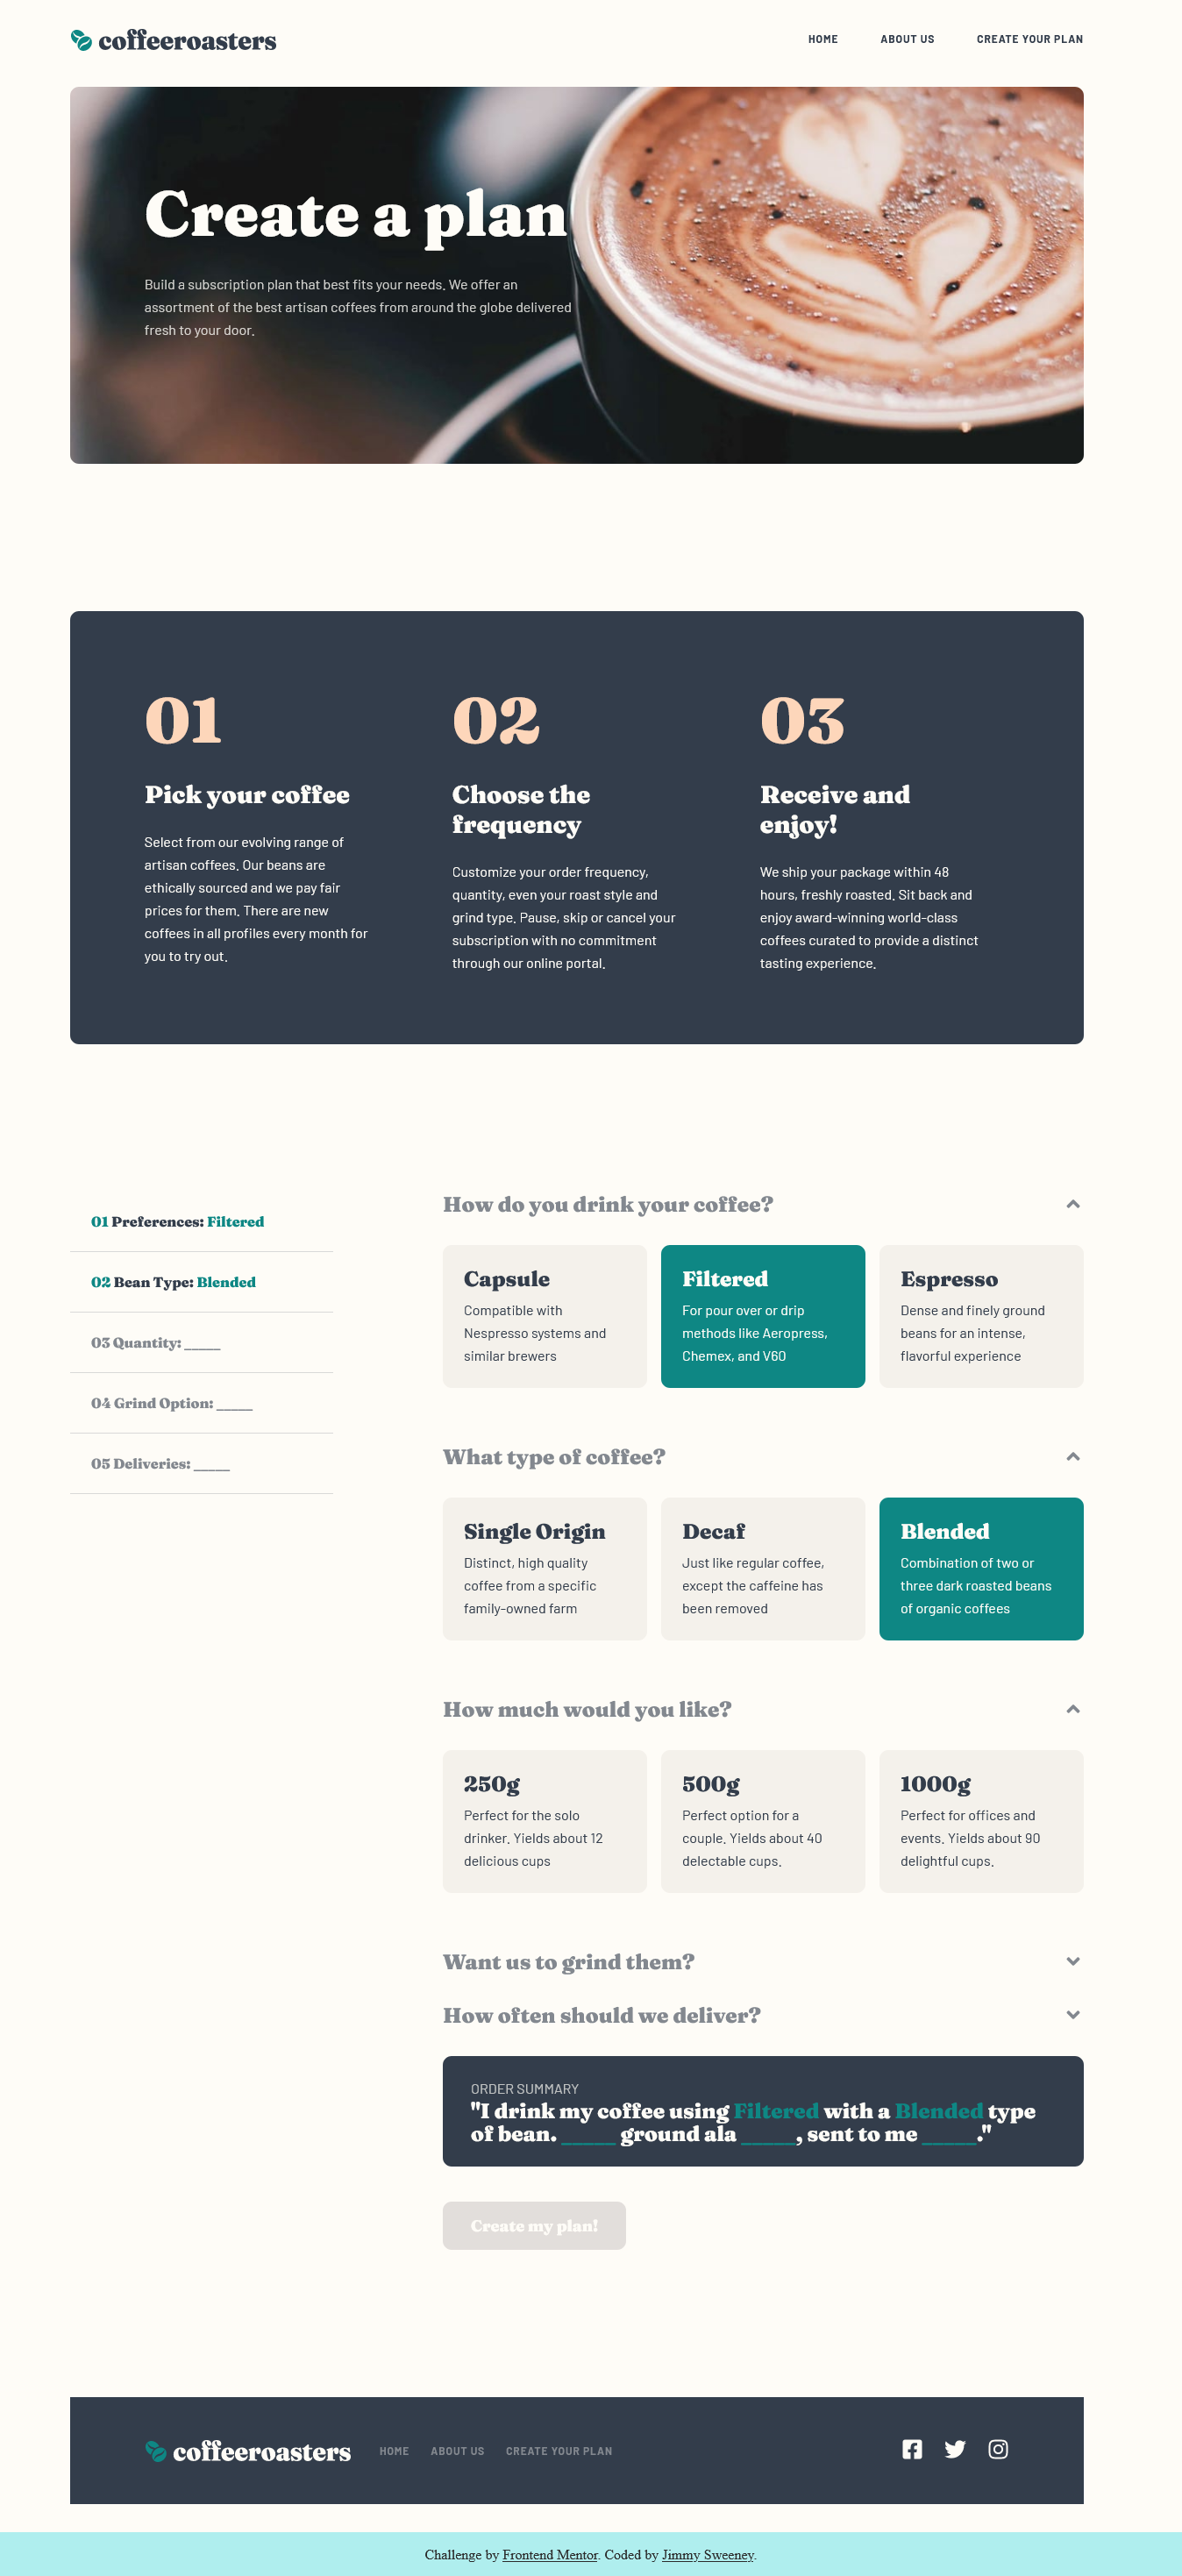 coffeeroasters
HOME ABOUT US CREATE YOUR PLAN
Create a plan
Build a subscription plan that best fits your needs. We offer an
assortment of the best artisan coffees from around the globe delivered
fresh to your door.
01
Pick your coffee
Select from our evolving range of
artisan coffees. Our beans are
ethically sourced and we pay fair
prices for them. There are new
coffees in all profiles every month for
you to try out.
02
Choose the
frequency
Customize your order frequency,
quantity, even your roast style and
grind type. Pause, skip or cancel your
subscription with no commitment
through our online portal.
03
Receive and
enjoy!
We ship your package within 48
hours, freshly roasted. Sit back and
enjoy award-winning world-class
coffees curated to provide a distinct
tasting experience.
01 Preferences: Filtered
02 Bean Type: Blended
03 Quantity: _____
04 Grind Option: _____
05 Deliveries: _____
How do you drink your coffee?
Capsule
Compatible with
Nespresso systems and
similar brewers
Filtered
For pour over or drip
methods like Aeropress,
Chemex, and V60
Espresso
Dense and finely ground
beans for an intense,
flavorful experience
What type of coffee?
Single Origin
Distinct, high quality
coffee from a specific
family-owned farm
Decaf
Just like regular coffee,
except the caffeine has
been removed
Blended
Combination of two or
three dark roasted beans
of organic coffees
How much would you like?
250g
Perfect for the solo
drinker. Yields about 12
delicious cups
500g
Perfect option for a
couple. Yields about 40
delectable cups.
1000g
Perfect for offices and
events. Yields about 90
delightful cups.
Want us to grind them?
How often should we deliver?
ORDER SUMMARY
"I drink my coffee using Filtered with a Blended type
of bean. _____ ground ala _____, sent to me _____."
Create my plan!
coffeeroasters
HOME ABOUT US CREATE YOUR PLAN
Challenge by Frontend Mentor. Coded by Jimmy Sweeney.